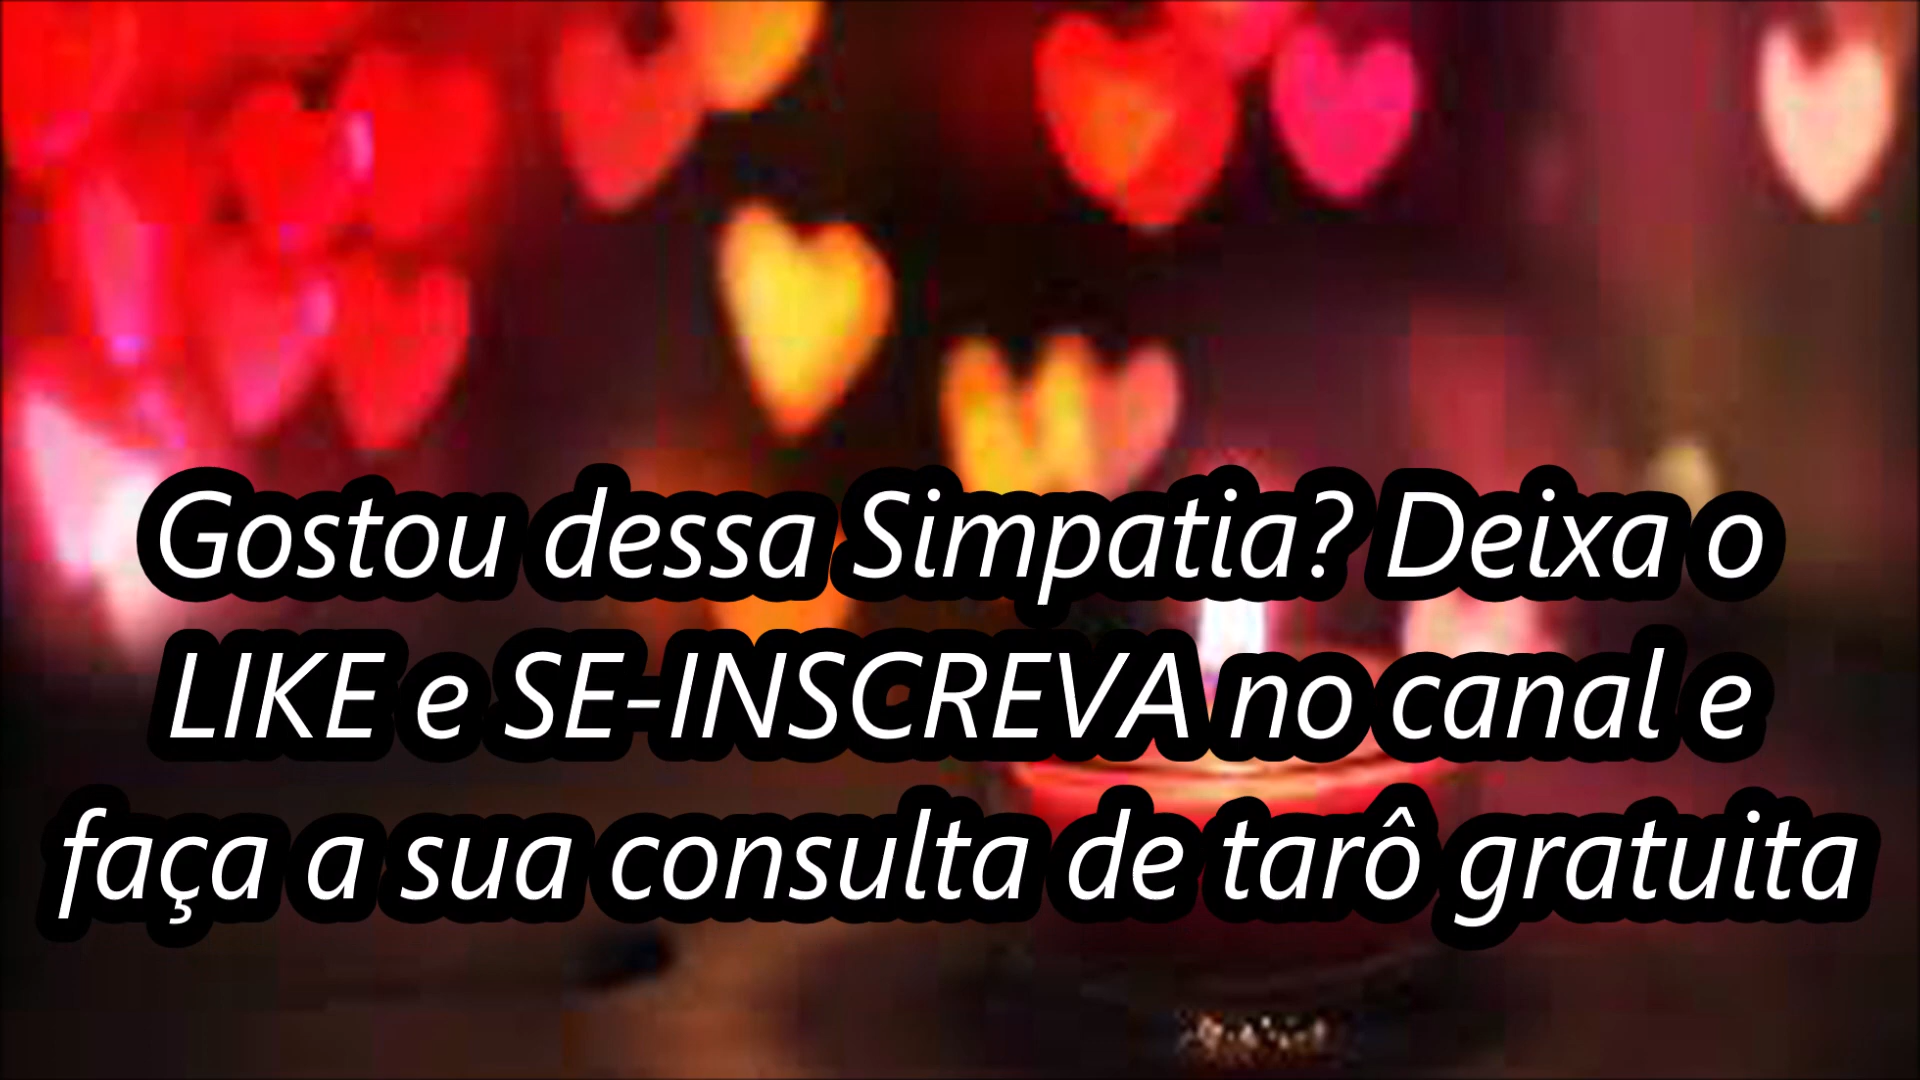 Gostou dessa Simpatia? Deixa o
LIKE e SE-INSCREVA no canal e
faça a sua consulta de tarô gratuita